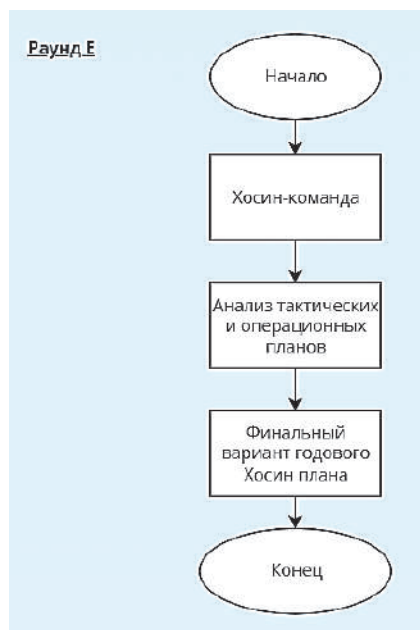 Раунд Е
Начало
Хосин-команда
Анализ тактических
и операционных
планов
Финальный
вариант годового
Хосин плана
Конец